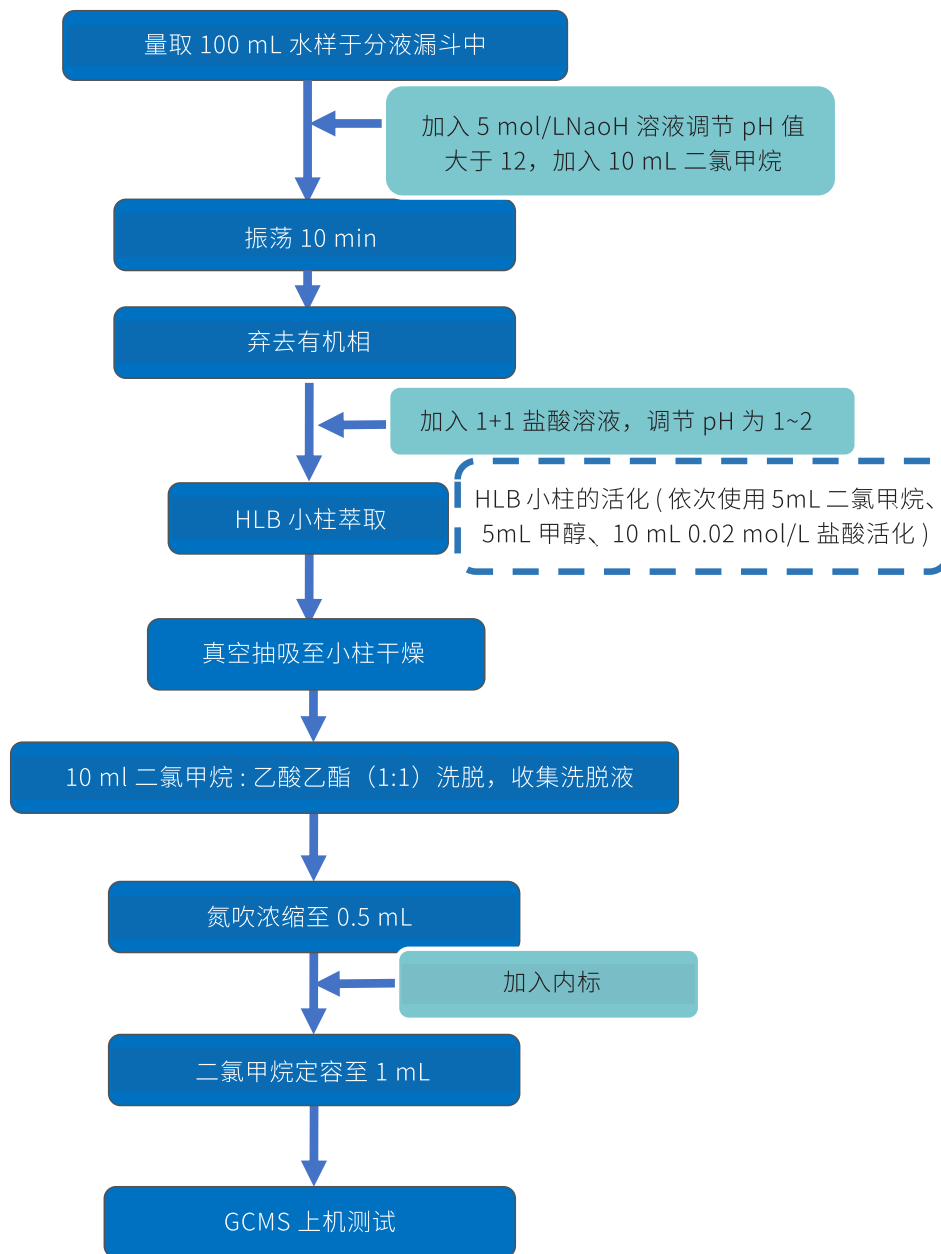 量取 100 mL 水样于分液漏斗中
加入 5 mol/LNaoH 溶液调节 pH 值
大于 12，加入 10 mL 二氯甲烷
振荡 10 min
弃去有机相
加入 1+1 盐酸溶液，调节 pH 为 1~2
HLB 小柱萃取
HLB 小柱的活化 ( 依次使用 5mL 二氯甲烷、
5mL 甲醇、10 mL 0.02 mol/L 盐酸活化 )
真空抽吸至小柱干燥
10 ml 二氯甲烷 : 乙酸乙酯（1:1）洗脱，收集洗脱液
氮吹浓缩至 0.5 mL
加入内标
二氯甲烷定容至 1 mL
GCMS 上机测试